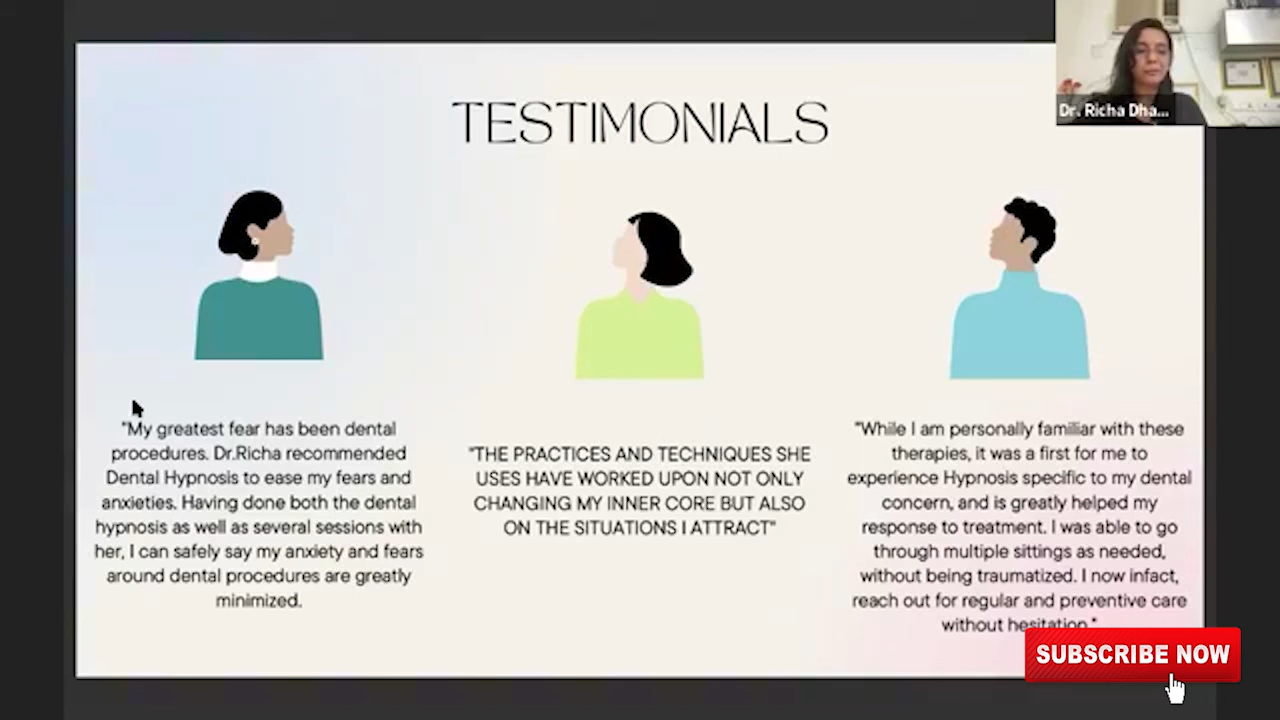 TESTIMONIALS
Dr. Richa Dha...
"My greatest fear has been dental
procedures. Dr.Richa recommended
Dental Hypnosis to ease my fears and
anxieties. Having done both the dental
hypnosis as well as several sessions with
her, I can safely say my anxiety and fears
around dental procedures are greatly
minimized.
"THE PRACTICES AND TECHNIQUES SHE
USES HAVE WORKED UPON NOT ONLY
CHANGING MY INNER CORE BUT ALSO
ON THE SITUATIONS I ATTRACT"
"While I am personally familiar with these
therapies, it was a first for me to
experience Hypnosis specific to my dental
concern, and is greatly helped my
response to treatment. I was able to go
through multiple sittings as needed,
without being traumatized. I now infact,
reach out for regular and preventive care
without hesitation."
SUBSCRIBE NOW